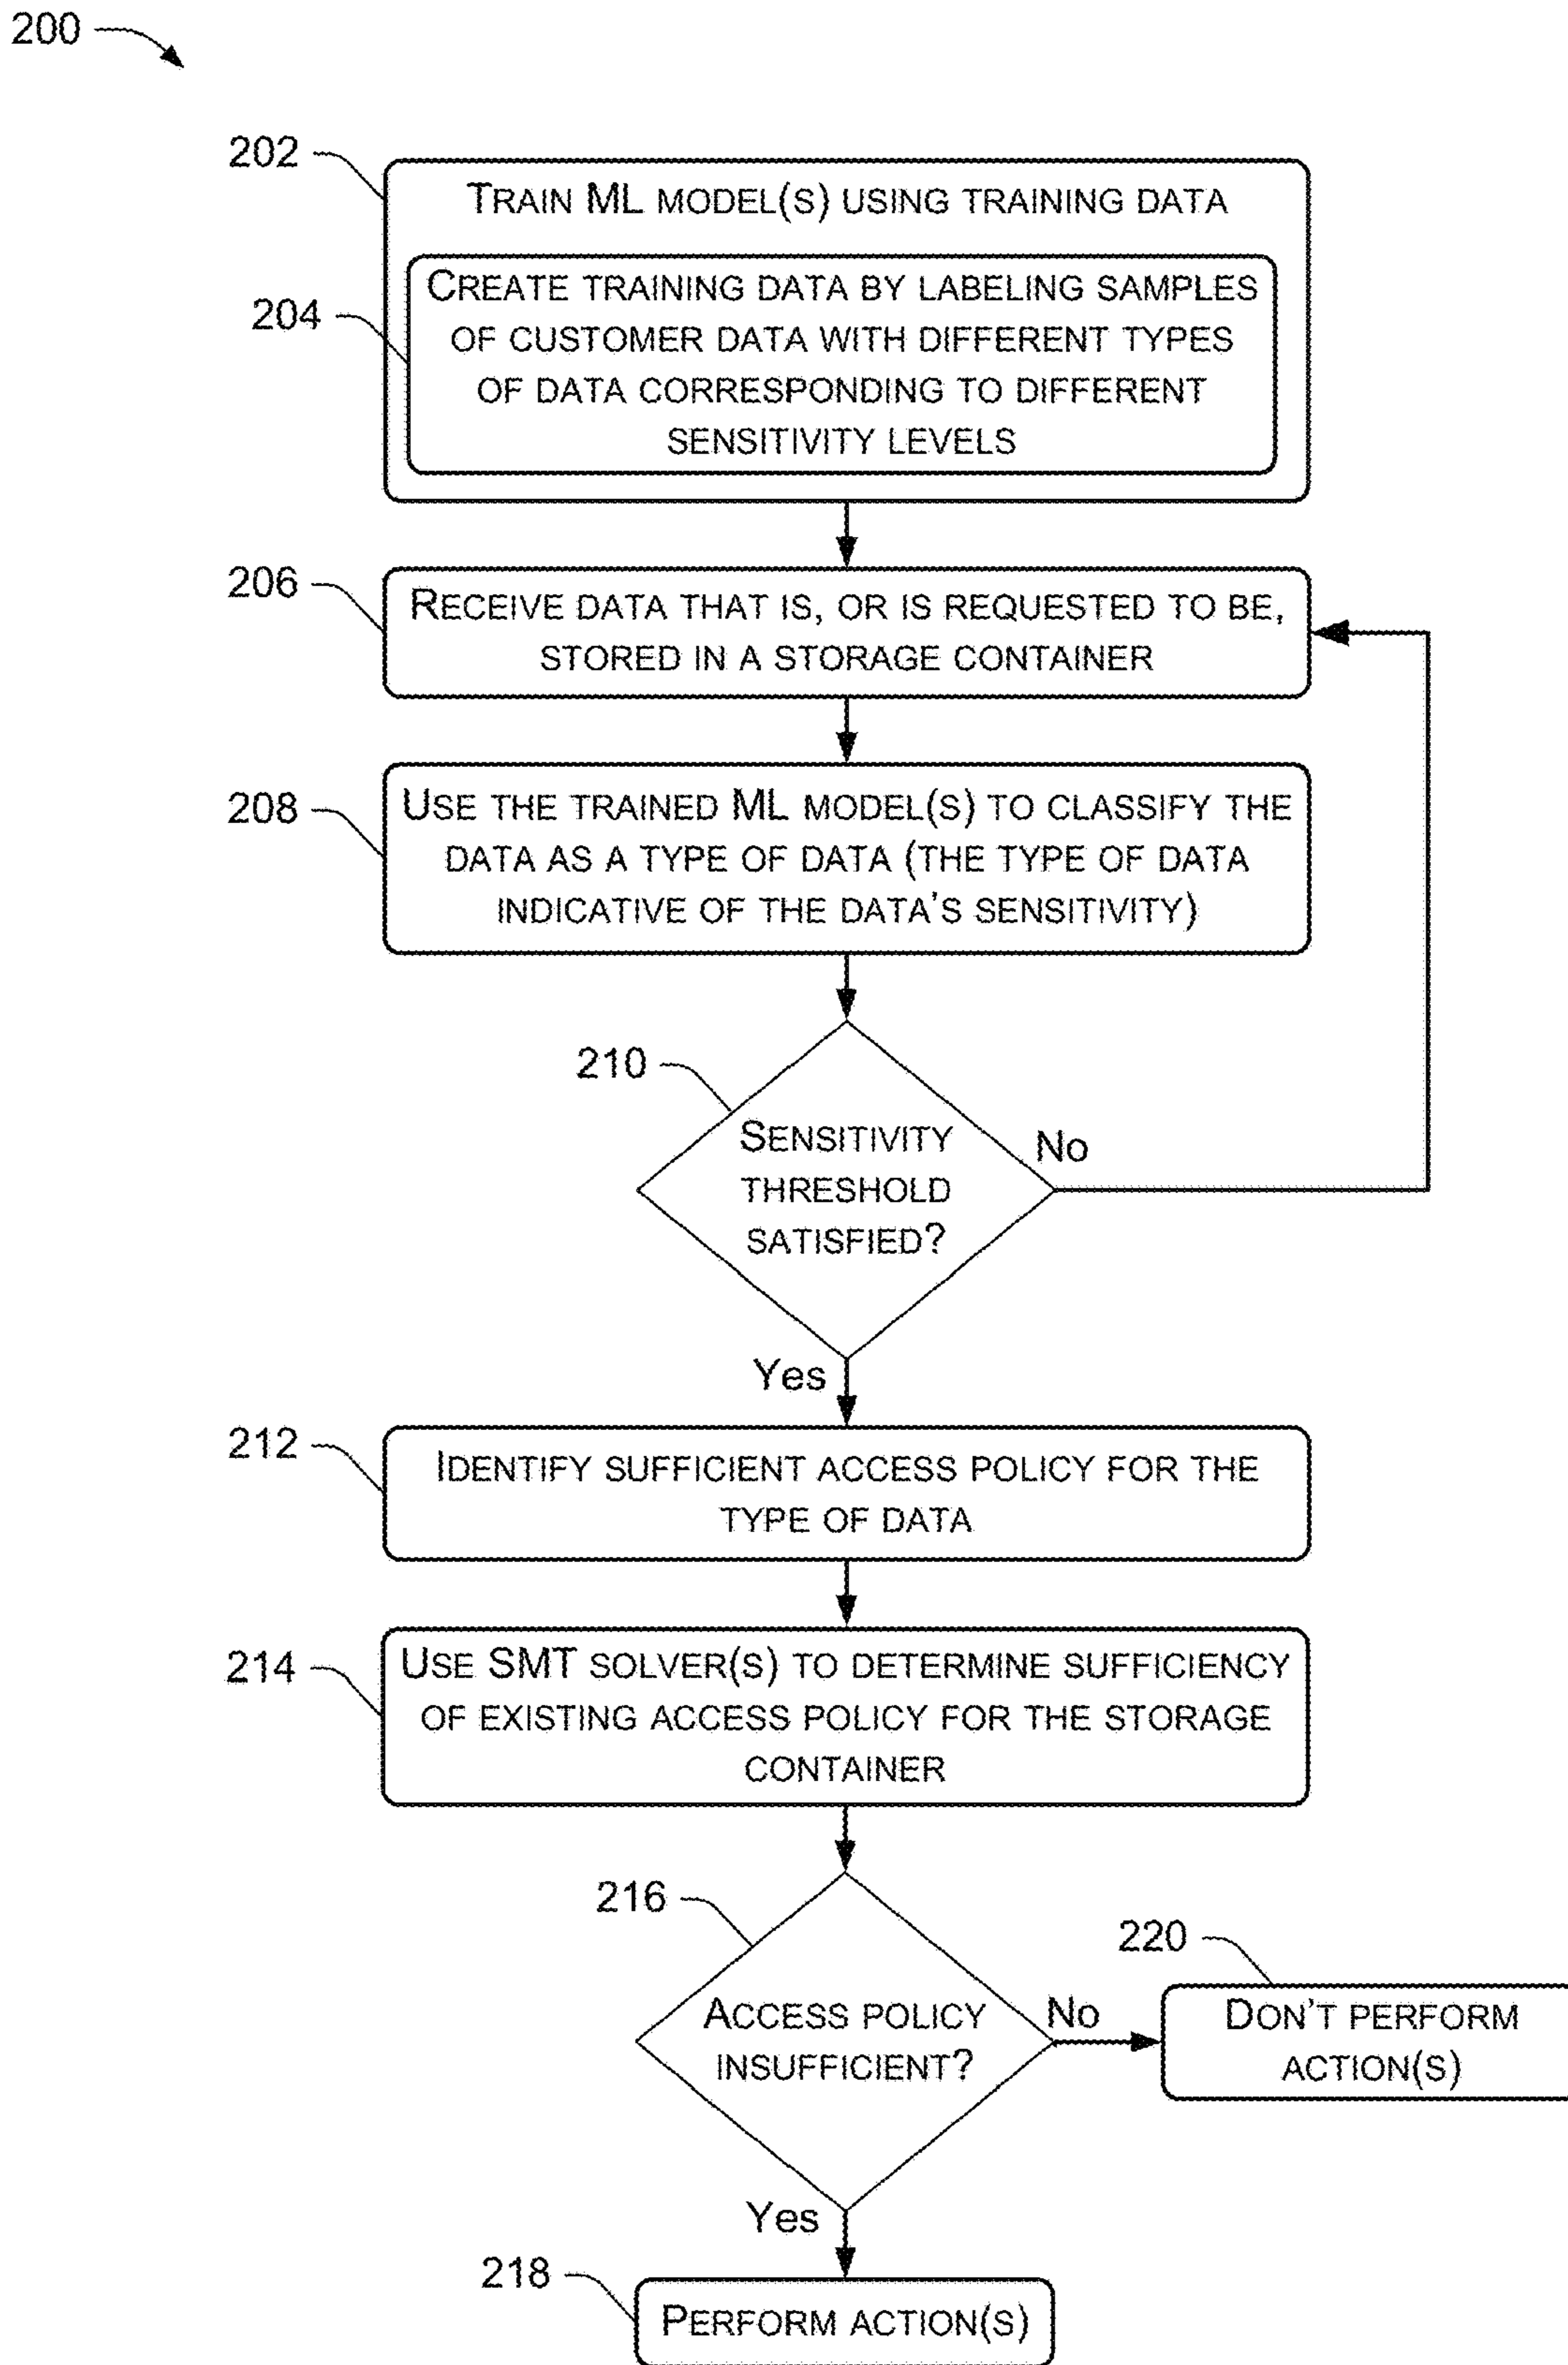 200
202
TRAIN ML MODEL(S) USING TRAINING DATA
204
CREATE TRAINING DATA BY LABELING SAMPLES
OF CUSTOMER DATA WITH DIFFERENT TYPES
OF DATA CORRESPONDING TO DIFFERENT
SENSITIVITY LEVELS
206
RECEIVE DATA THAT IS, OR IS REQUESTED TO BE,
STORED IN A STORAGE CONTAINER
208
USE THE TRAINED ML MODEL(S) TO CLASSIFY THE
DATA AS A TYPE OF DATA (THE TYPE OF DATA
INDICATIVE OF THE DATA'S SENSITIVITY)
210
SENSITIVITY
THRESHOLD
SATISFIED?
No
Yes
212
IDENTIFY SUFFICIENT ACCESS POLICY FOR THE
TYPE OF DATA
214
USE SMT SOLVER(S) TO DETERMINE SUFFICIENCY
OF EXISTING ACCESS POLICY FOR THE STORAGE
CONTAINER
216
ACCESS POLICY
INSUFFICIENT?
No
220
DON'T PERFORM
ACTION(S)
Yes
218
PERFORM ACTION(S)